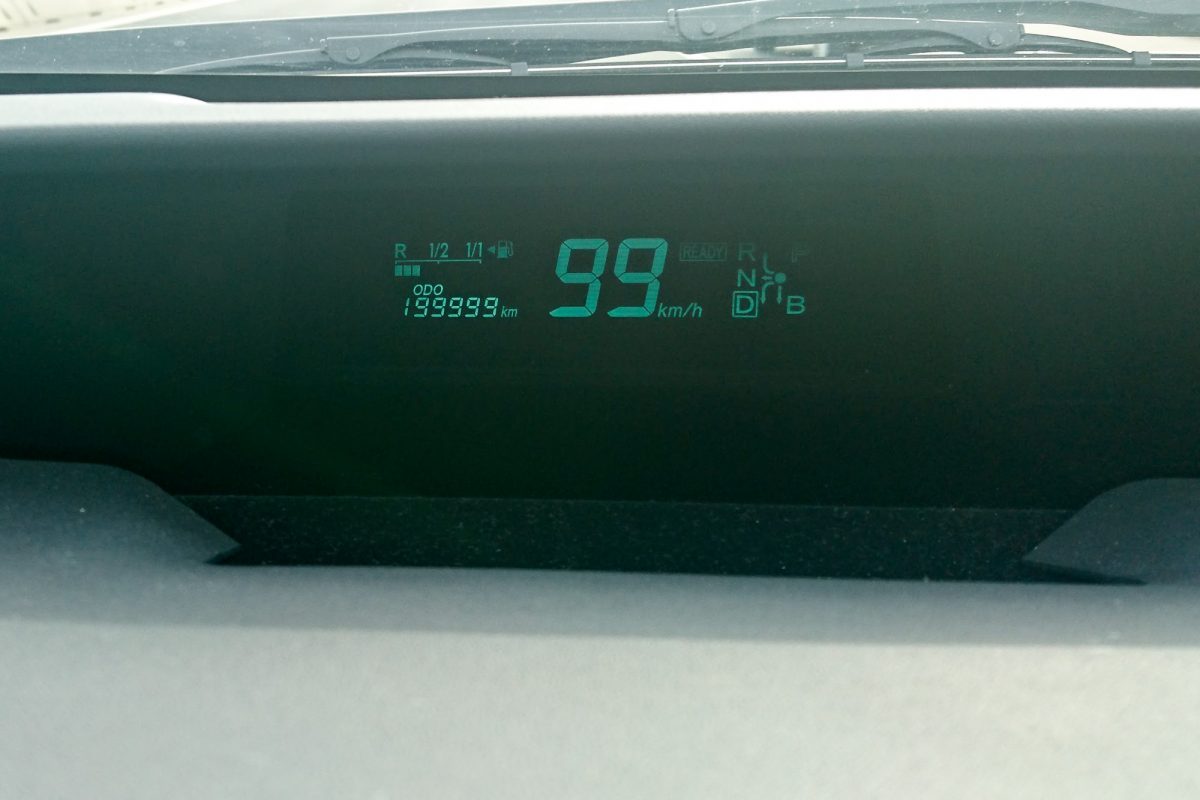 R 1/2 1/1
ODO
199999 km
99 km/h
READY
R P
N
D B